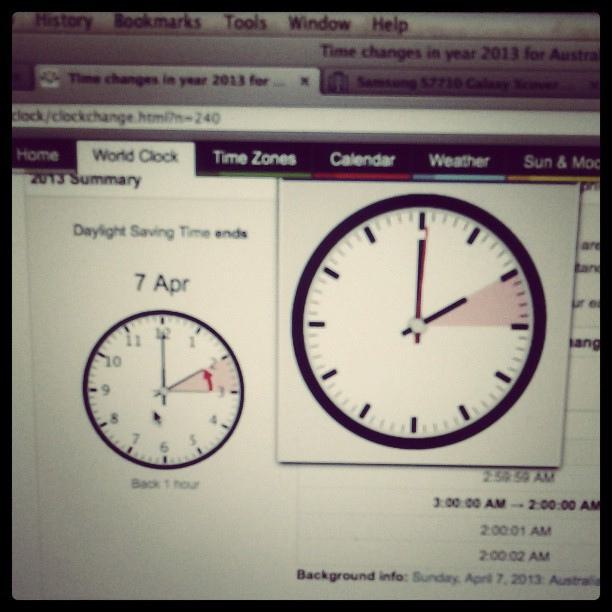 History Bookmarks Tools Window Help
Time changes in year 2013 for Austra
Time changes in year 2013 for ... × Samsung S7710 Galaxy Xcover
clock/clockchange.html?n=240
Home World Clock Time Zones Calendar Weather Sun & Moo
2013 Summary
Daylight Saving Time ends
7 Apr
12
11 1
10 2
9 3
8 4
7 5
6
Back 1 hour
are
2:59:59 AM
3:00:00 AM → 2:00:00 AM
2:00:01 AM
2:00:02 AM
Background info: Sunday, April 7, 2013: Australia